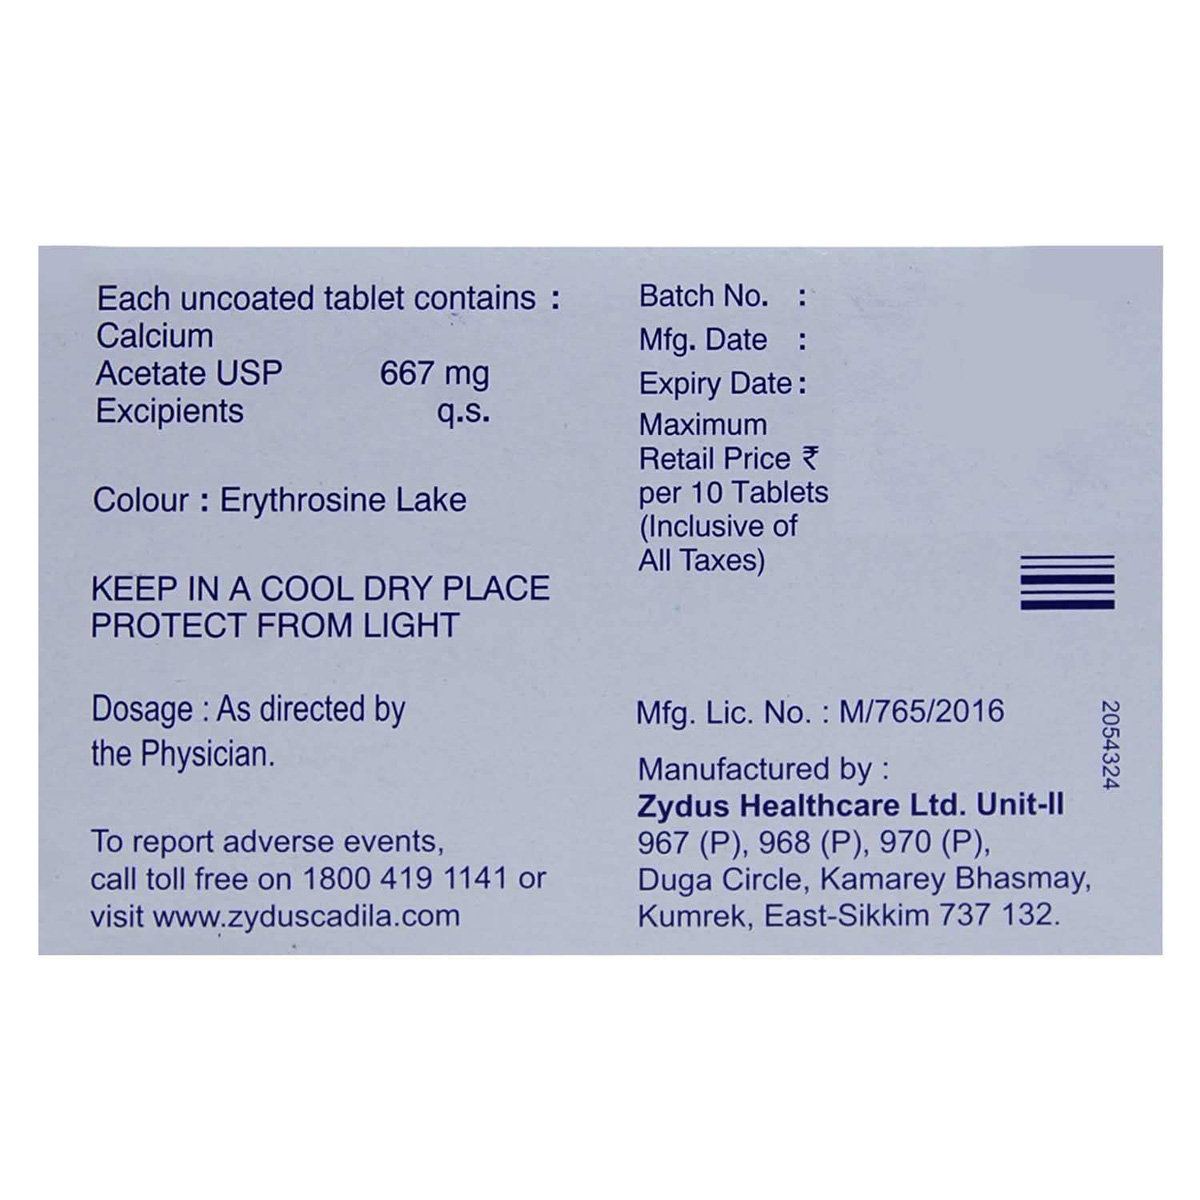 Each uncoated tablet contains :
Calcium
Acetate USP 667 mg
Excipients q.s.
Colour : Erythrosine Lake
KEEP IN A COOL DRY PLACE
PROTECT FROM LIGHT
Dosage : As directed by
the Physician.
To report adverse events,
call toll free on 1800 419 1141 or
visit www.zyduscadila.com
Batch No. :
Mfg. Date :
Expiry Date :
Maximum
Retail Price ₹
per 10 Tablets
(Inclusive of
All Taxes)
Mfg. Lic. No. : M/765/2016
Manufactured by :
Zydus Healthcare Ltd. Unit-II
967 (P), 968 (P), 970 (P),
Duga Circle, Kamarey Bhasmay,
Kumrek, East-Sikkim 737 132.
2054324